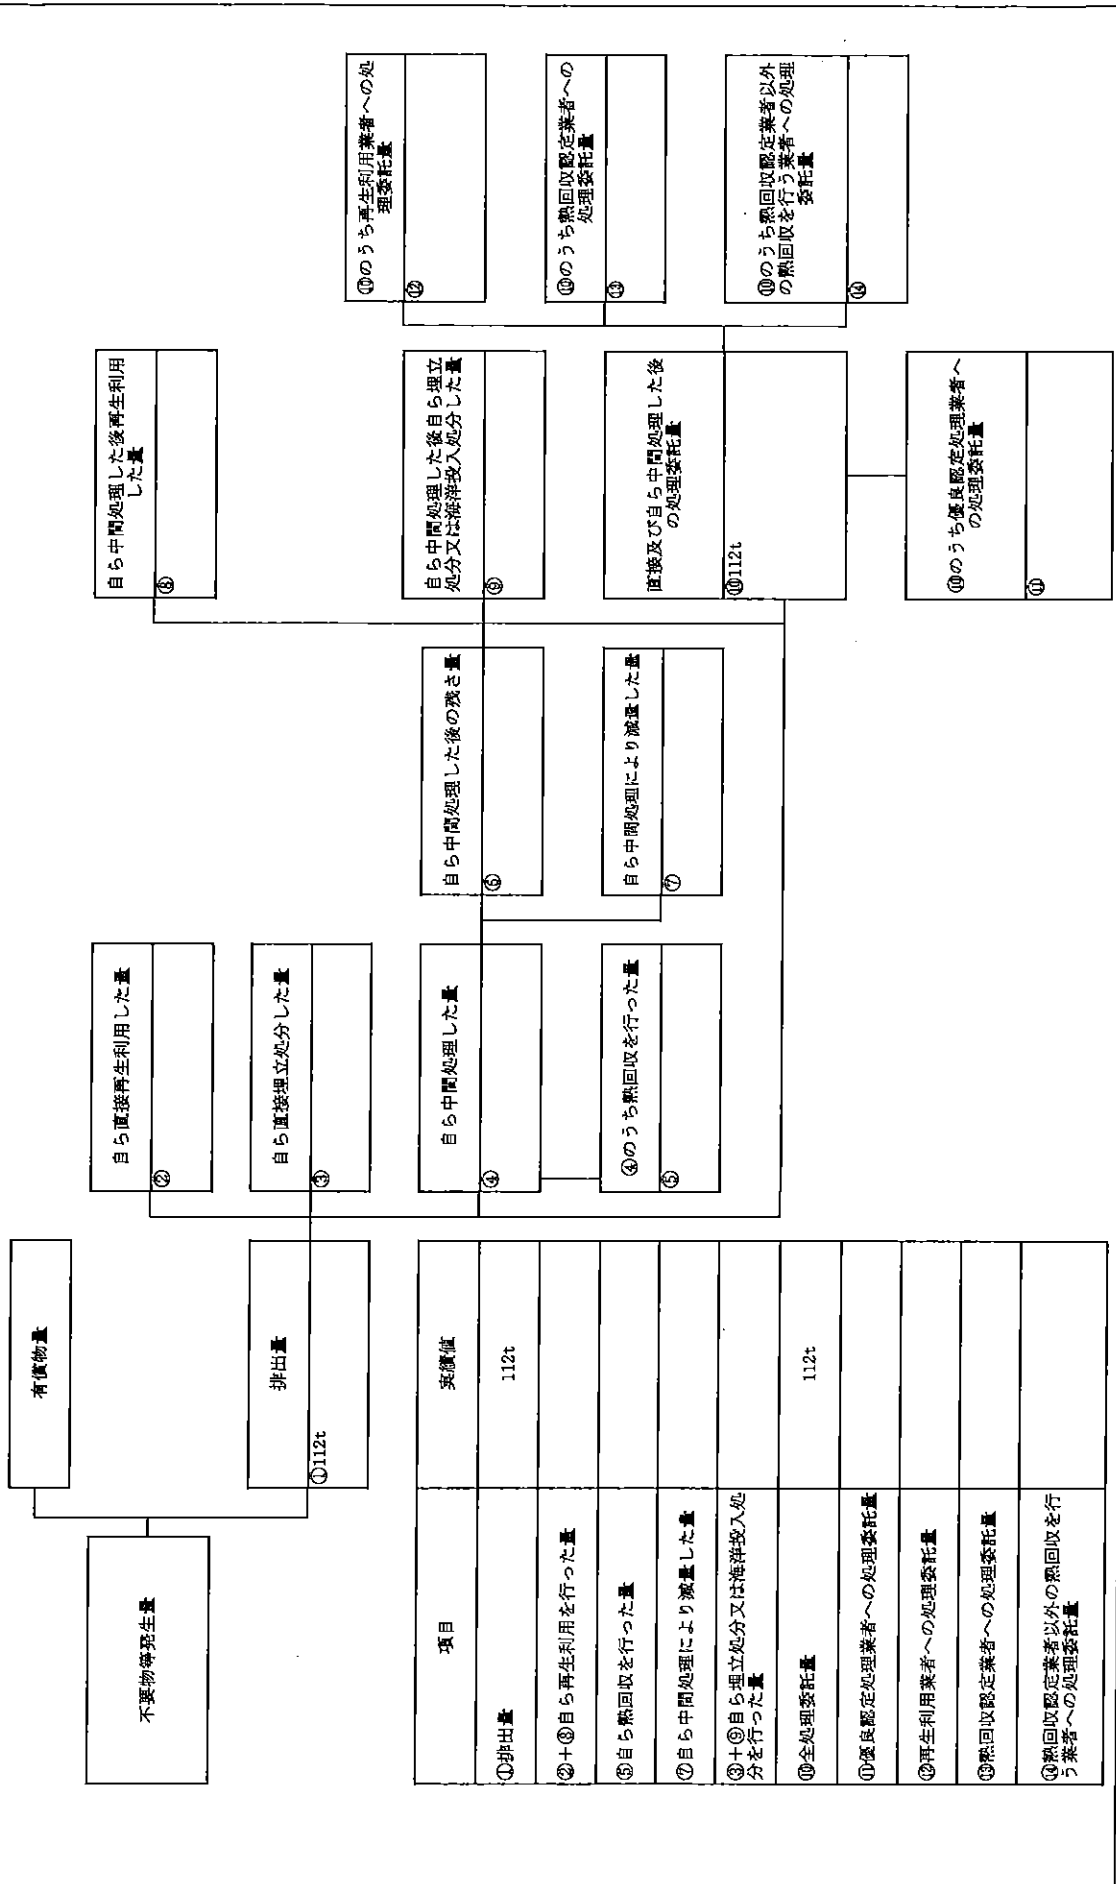 不要物等発生量
有償物量
排出量
①112t
自ら直接再生利用した量
②
自ら直接埋立処分した量
③
自ら中間処理した量
④
④のうち熱回収を行った量
⑤
自ら中間処理した後の残さ量
⑥
自ら中間処理により減量した量
⑦
自ら中間処理した後再生利用
した量
⑧
自ら中間処理した後自ら埋立
処分又は海洋投入処分した量
⑨
直接及び自ら中間処理した後
の処理委託量
⑩112t
⑩のうち優良認定処理業者へ
の処理委託量
⑪
⑩のうち再生利用業者への処
理委託量
⑫
⑩のうち熱回収認定業者への
処理委託量
⑬
⑩のうち熱回収認定業者以外
の熱回収を行う業者への処理
委託量
⑭
項目 実績値
①排出量 112t
②+⑧自ら再生利用を行った量
⑤自ら熱回収を行った量
⑦自ら中間処理により減量した量
③+⑨自ら埋立処分又は海洋投入処
分を行った量
⑩全処理委託量 112t
⑪優良認定処理業者への処理委託量
⑫再生利用業者への処理委託量
⑬熱回収認定業者への処理委託量
⑭熱回収認定業者以外の熱回収を行
う業者への処理委託量